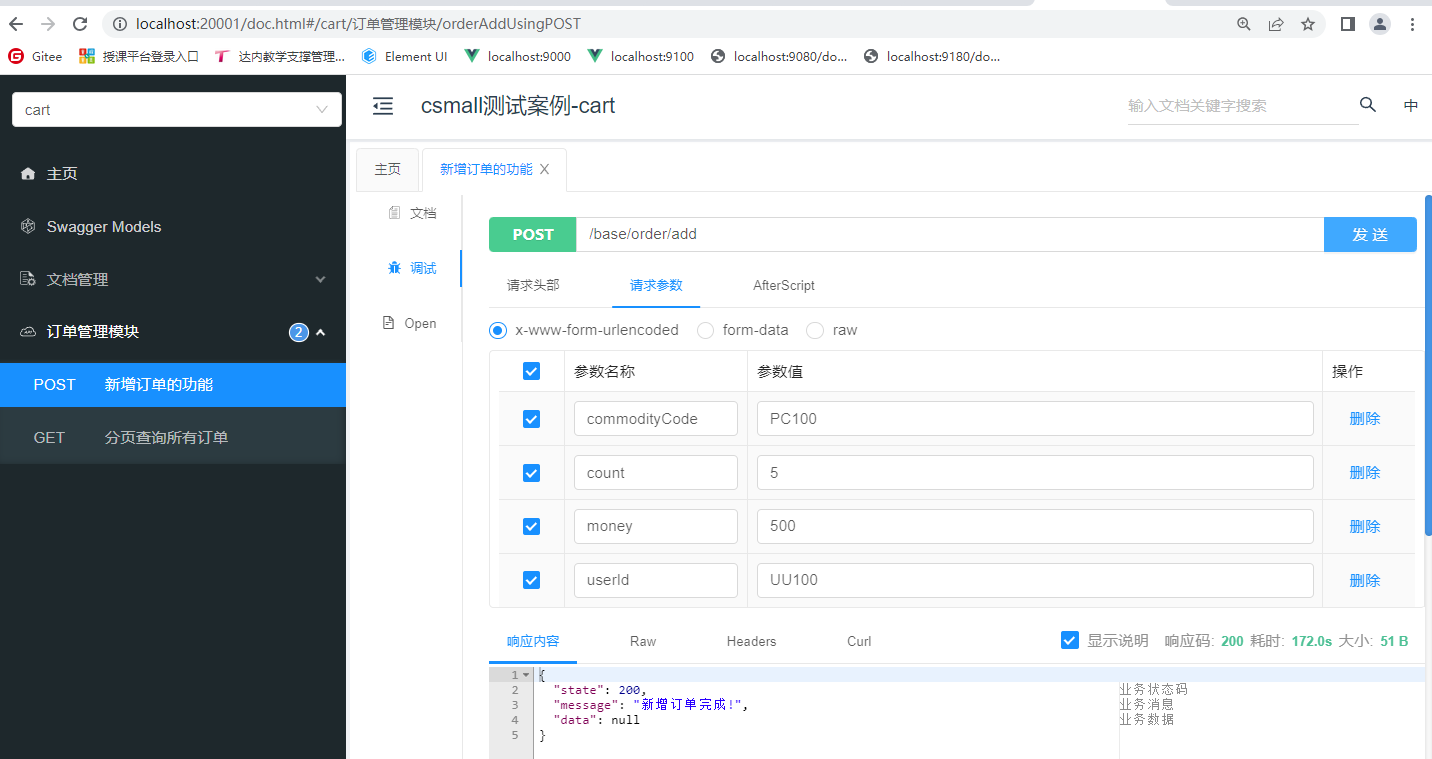 localhost:20001/doc.html#/cart/订单管理模块/orderAddUsingPOST
Gitee 授课平台登录入口 达内教学支撑管理... Element UI localhost:9000 localhost:9100 localhost:9080/do... localhost:9180/do...
cart
csmall测试案例-cart
输入文档关键字搜索
中
主页
Swagger Models
文档管理
订单管理模块 2
POST 新增订单的功能
GET 分页查询所有订单
主页 新增订单的功能
文档
调试
Open
POST /base/order/add 发 送
请求头部 请求参数 AfterScript
x-www-form-urlencoded form-data raw
参数名称 参数值 操作
commodityCode PC100 删除
count 5 删除
money 500 删除
userId UU100 删除
响应内容 Raw Headers Curl 显示说明 响应码: 200 耗时: 172.0s 大小: 51 B
1 {
2 "state": 200, 业务状态码
3 "message": "新增订单完成!", 业务消息
4 "data": null 业务数据
5 }